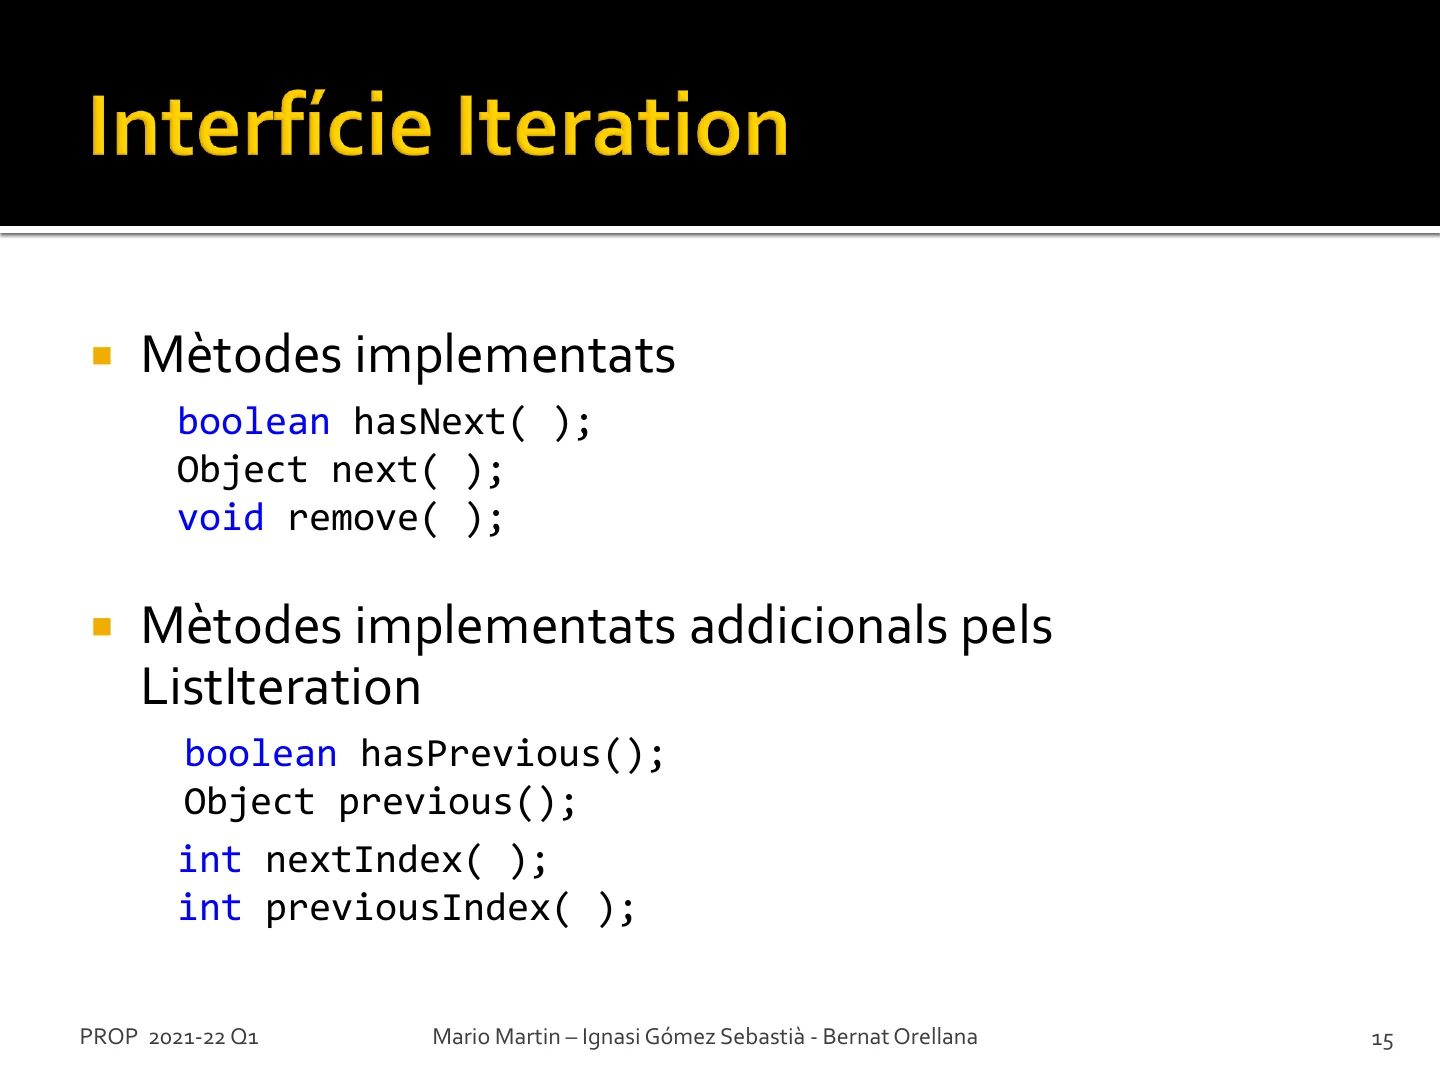 Interfície Iteration
Mètodes implementats
boolean hasNext( );
Object next( );
void remove( );
Mètodes implementats addicionals pels
ListIteration
boolean hasPrevious();
Object previous();
int nextIndex( );
int previousIndex( );
PROP 2021-22 Q1
Mario Martin – Ignasi Gómez Sebastià - Bernat Orellana
15